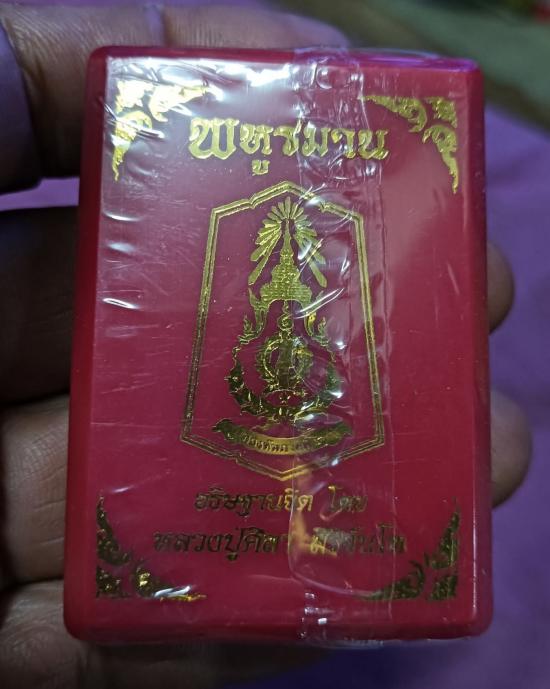 พหูรมาน
อธิษฐานจิต โดย
หลวงปู่ศิลา สิริจันโท